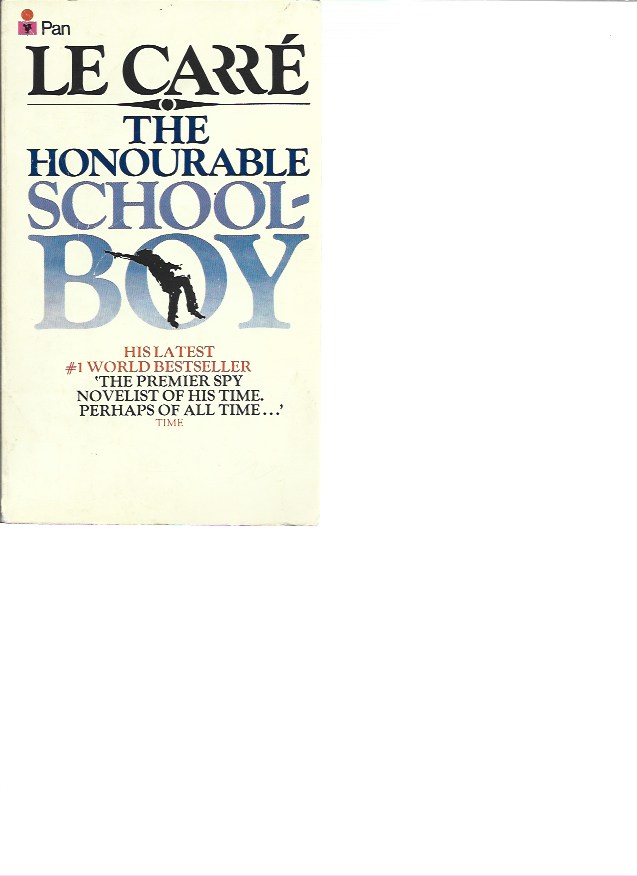 Pan
LE CARRÉ
THE
HONOURABLE
SCHOOL-
BOY
HIS LATEST
#1 WORLD BESTSELLER
‘THE PREMIER SPY
NOVELIST OF HIS TIME.
PERHAPS OF ALL TIME...’
TIME